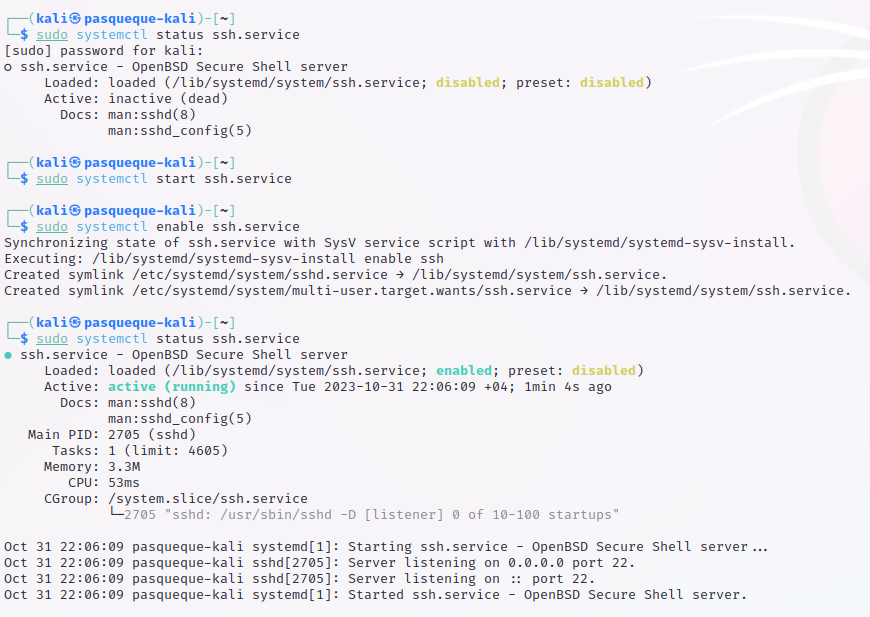 ┌──(kali㉿pasqueque-kali)-[~]
└─$ sudo systemctl status ssh.service
[sudo] password for kali:
○ ssh.service - OpenBSD Secure Shell server
     Loaded: loaded (/lib/systemd/system/ssh.service; disabled; preset: disabled)
     Active: inactive (dead)
       Docs: man:sshd(8)
             man:sshd_config(5)

┌──(kali㉿pasqueque-kali)-[~]
└─$ sudo systemctl start ssh.service

┌──(kali㉿pasqueque-kali)-[~]
└─$ sudo systemctl enable ssh.service
Synchronizing state of ssh.service with SysV service script with /lib/systemd/systemd-sysv-install.
Executing: /lib/systemd/systemd-sysv-install enable ssh
Created symlink /etc/systemd/system/sshd.service → /lib/systemd/system/ssh.service.
Created symlink /etc/systemd/system/multi-user.target.wants/ssh.service → /lib/systemd/system/ssh.service.

┌──(kali㉿pasqueque-kali)-[~]
└─$ sudo systemctl status ssh.service
● ssh.service - OpenBSD Secure Shell server
     Loaded: loaded (/lib/systemd/system/ssh.service; enabled; preset: disabled)
     Active: active (running) since Tue 2023-10-31 22:06:09 +04; 1min 4s ago
       Docs: man:sshd(8)
             man:sshd_config(5)
   Main PID: 2705 (sshd)
      Tasks: 1 (limit: 4605)
     Memory: 3.3M
        CPU: 53ms
     CGroup: /system.slice/ssh.service
             └─2705 "sshd: /usr/sbin/sshd -D [listener] 0 of 10-100 startups"

Oct 31 22:06:09 pasqueque-kali systemd[1]: Starting ssh.service - OpenBSD Secure Shell server...
Oct 31 22:06:09 pasqueque-kali sshd[2705]: Server listening on 0.0.0.0 port 22.
Oct 31 22:06:09 pasqueque-kali sshd[2705]: Server listening on :: port 22.
Oct 31 22:06:09 pasqueque-kali systemd[1]: Started ssh.service - OpenBSD Secure Shell server.